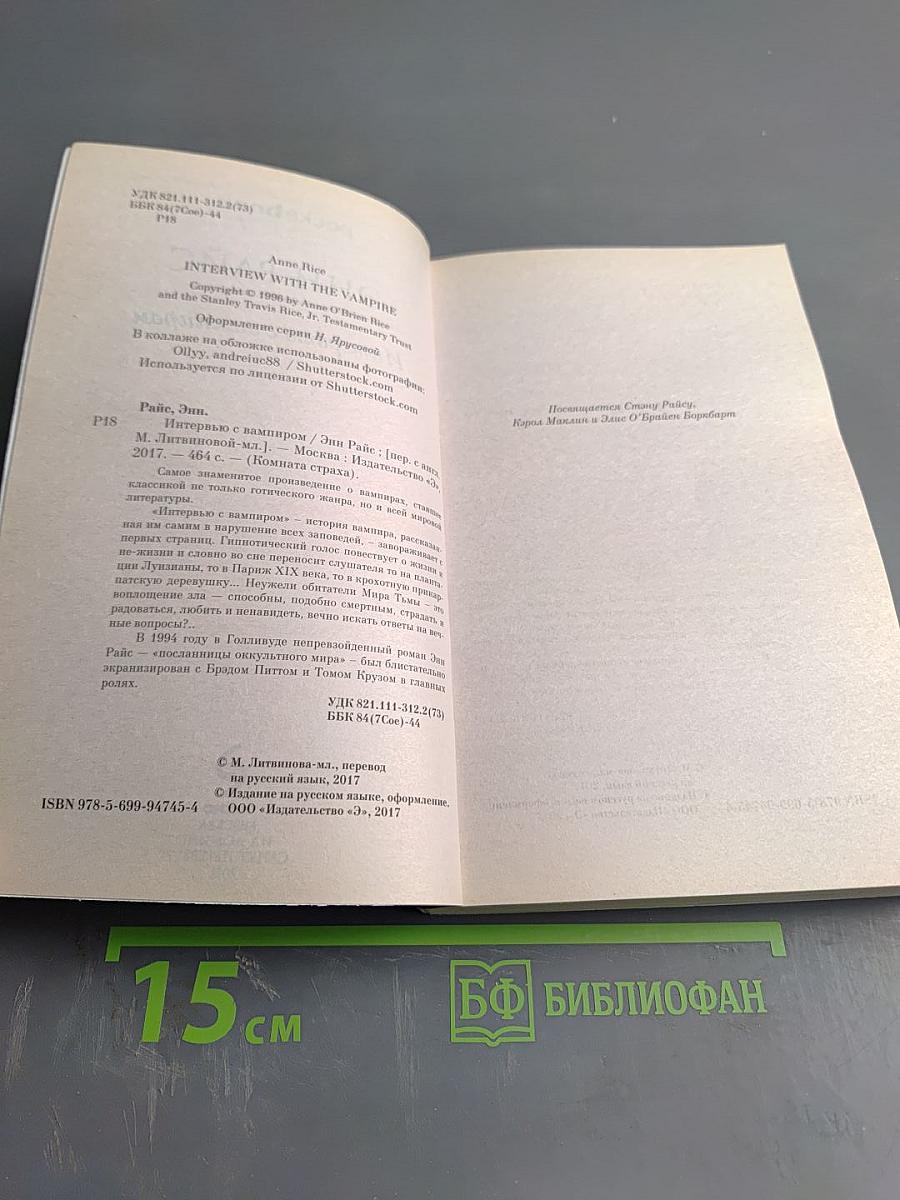 УДК 821.111-312.2(73)
ББК 84(7Сое)-44
Р18
Anne Rice
INTERVIEW WITH THE VAMPIRE
Copyright © 1996 by Anne O'Brien Rice
and the Stanley Travis Rice, Jr. Testamentary Trust
Оформление серии Н. Ярусовой
В коллаже на обложке использованы фотографии:
Ollyy, andreiuc88 / Shutterstock.com
Используется по лицензии от Shutterstock.com
Райс, Энн.
Р18 Интервью с вампиром / Энн Райс ; [пер. с англ.
М. Литвиновой-мл.]. — Москва : Издательство «Э»,
2017. — 464 с. — (Комната страха).
Самое знаменитое произведение о вампирах, ставшее
классикой не только готического жанра, но и всей мировой
литературы.
«Интервью с вампиром» – история вампира, рассказан-
ная им самим в нарушение всех заповедей, – завораживает с
первых страниц. Гипнотический голос повествует о жизни и
не-жизни и словно во сне переносит слушателя то на планта-
ции Луизианы, то в Париж XIX века, то в крохотную прикар-
патскую деревушку... Неужели обитатели Мира Тьмы – это
воплощение зла — способны, подобно смертным, страдать и
радоваться, любить и ненавидеть, вечно искать ответы на веч-
ные вопросы?..
В 1994 году в Голливуде непревзойденный роман Энн
Райс — «посланницы оккультного мира» – был блистательно
экранизирован с Брэдом Питтом и Томом Крузом в главных
ролях.
УДК 821.111-312.2(73)
ББК 84(7Сое)-44
© М. Литвинова-мл., перевод
на русский язык, 2017
© Издание на русском языке, оформление.
ISBN 978-5-699-94745-4 ООО «Издательство «Э», 2017
Посвящается Стэну Райсу,
Кэрол Малкин и Элис О'Брайен Боркбарт
15 см
БФ БИБЛИОФАН